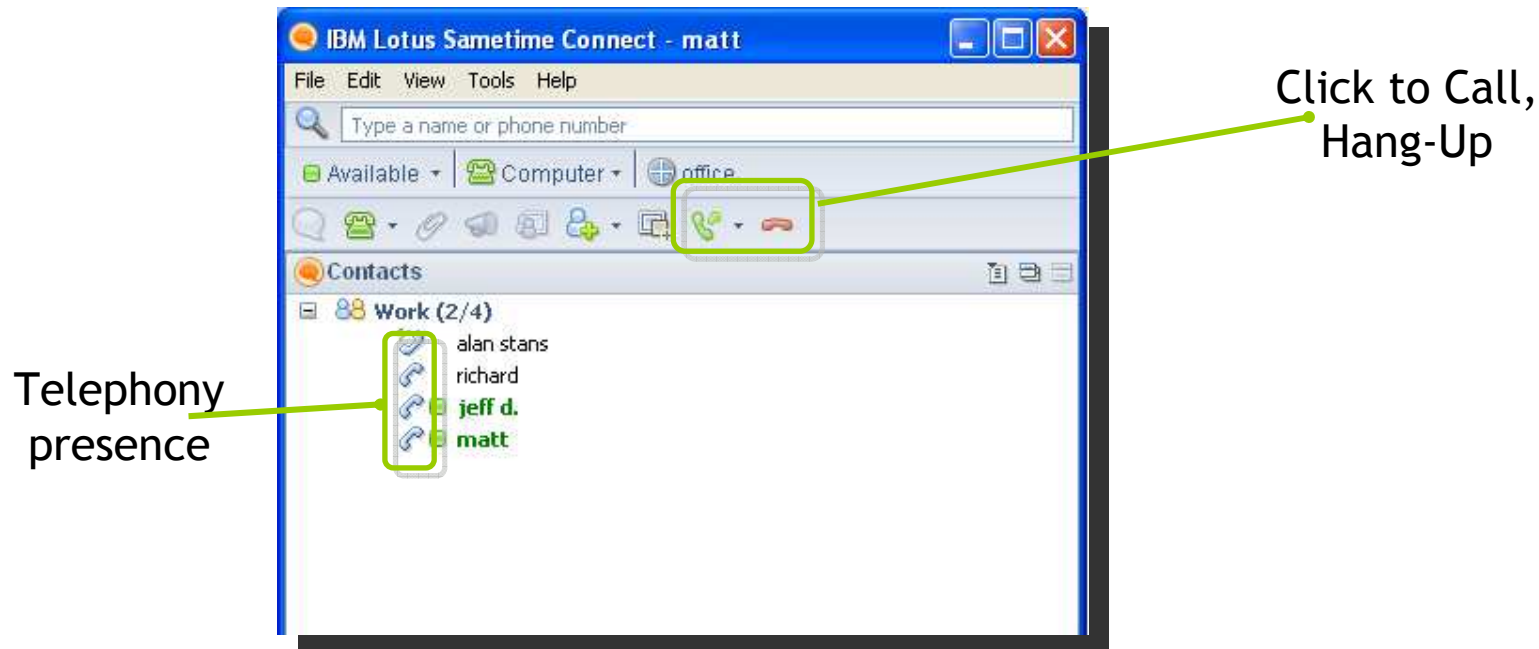 IBM Lotus Sametime Connect - matt
File Edit View Tools Help
Type a name or phone number
Available Computer office
Contacts
Work (2/4)
alan stans
richard
jeff d.
matt
Telephony
presence
Click to Call,
Hang-Up